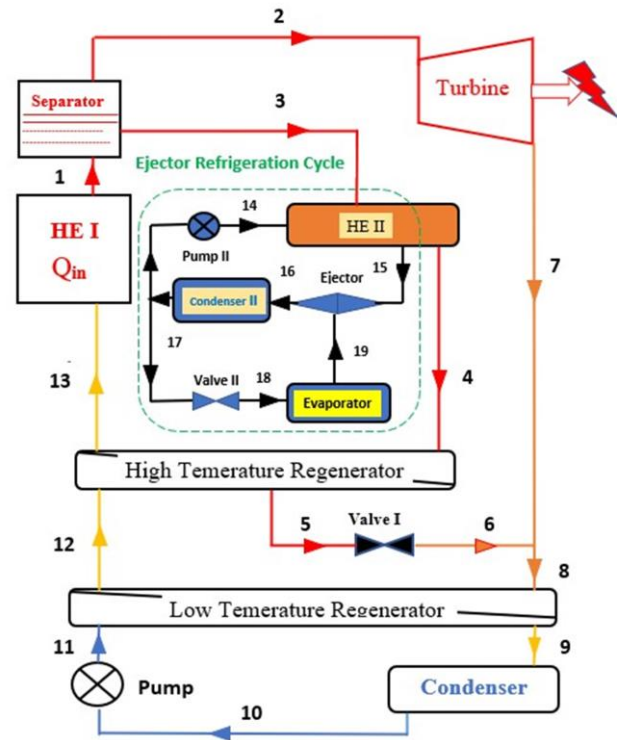 2
Separator
Turbine
3
Ejector Refrigeration Cycle
1
14
HE I
Qin
HE II
Pump II
15
16
Ejector
Condenser II
7
17
19
13
Valve II
18
4
Evaporator
High Temerature Regenerator
Valve I
5
6
12
8
Low Temerature Regenerator
11
9
Pump
Condenser
10